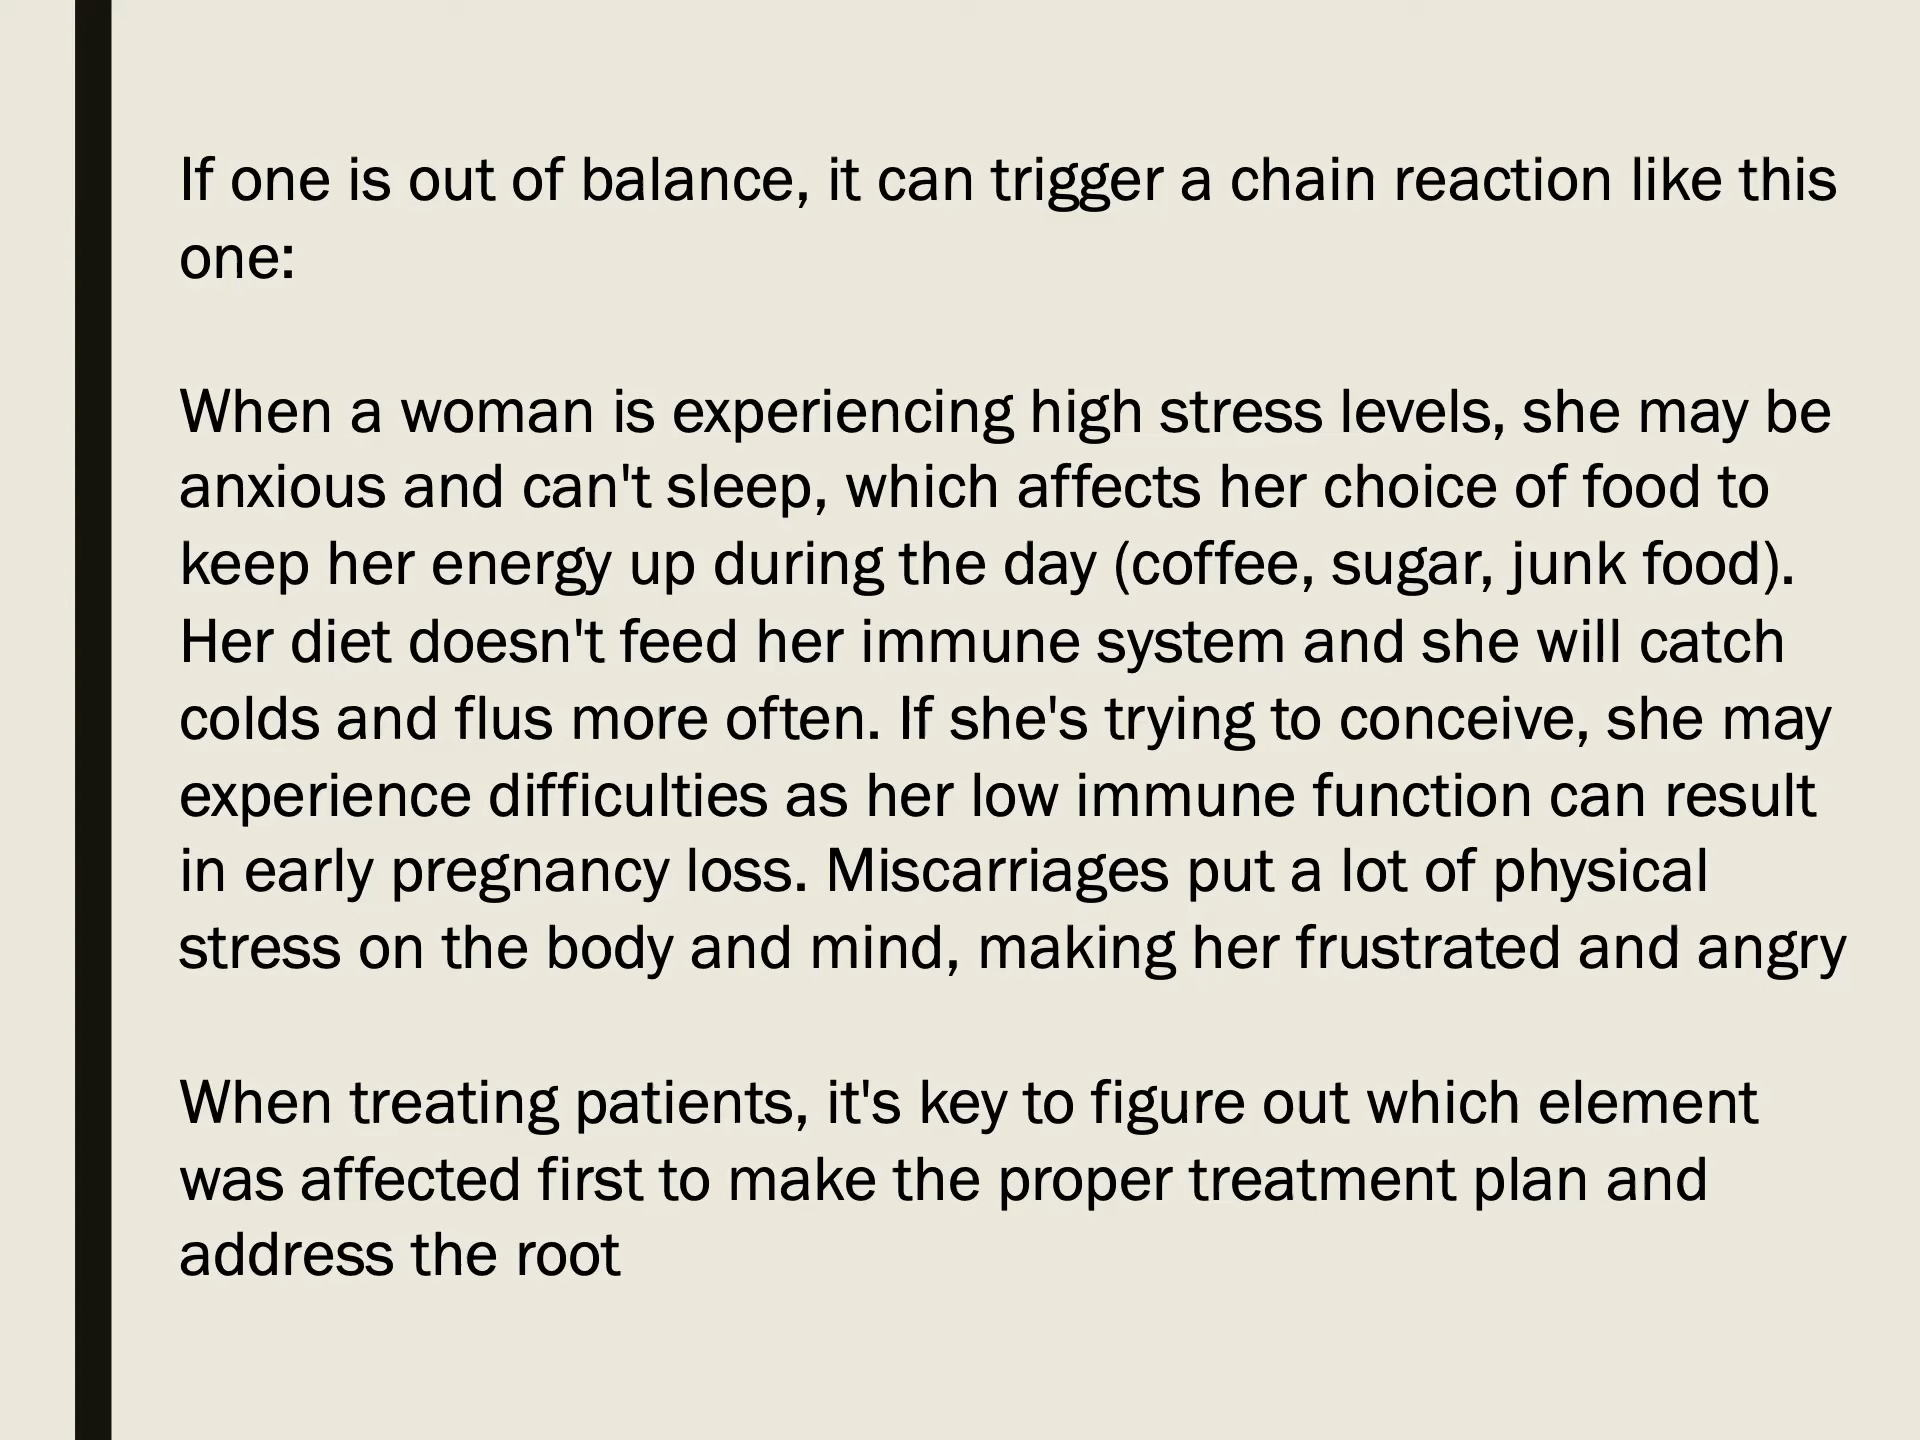 If one is out of balance, it can trigger a chain reaction like this
one:
When a woman is experiencing high stress levels, she may be
anxious and can't sleep, which affects her choice of food to
keep her energy up during the day (coffee, sugar, junk food).
Her diet doesn't feed her immune system and she will catch
colds and flus more often. If she's trying to conceive, she may
experience difficulties as her low immune function can result
in early pregnancy loss. Miscarriages put a lot of physical
stress on the body and mind, making her frustrated and angry
When treating patients, it's key to figure out which element
was affected first to make the proper treatment plan and
address the root